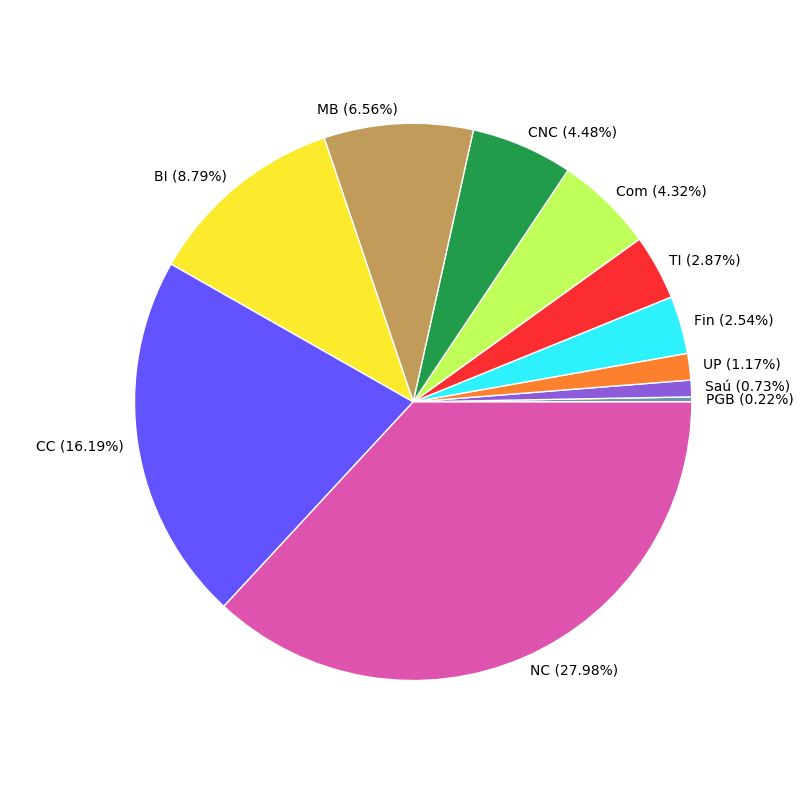 MB (6.56%)
CNC (4.48%)
BI (8.79%)
Com (4.32%)
TI (2.87%)
Fin (2.54%)
UP (1.17%)
Saú (0.73%)
PGB (0.22%)
CC (16.19%)
NC (27.98%)